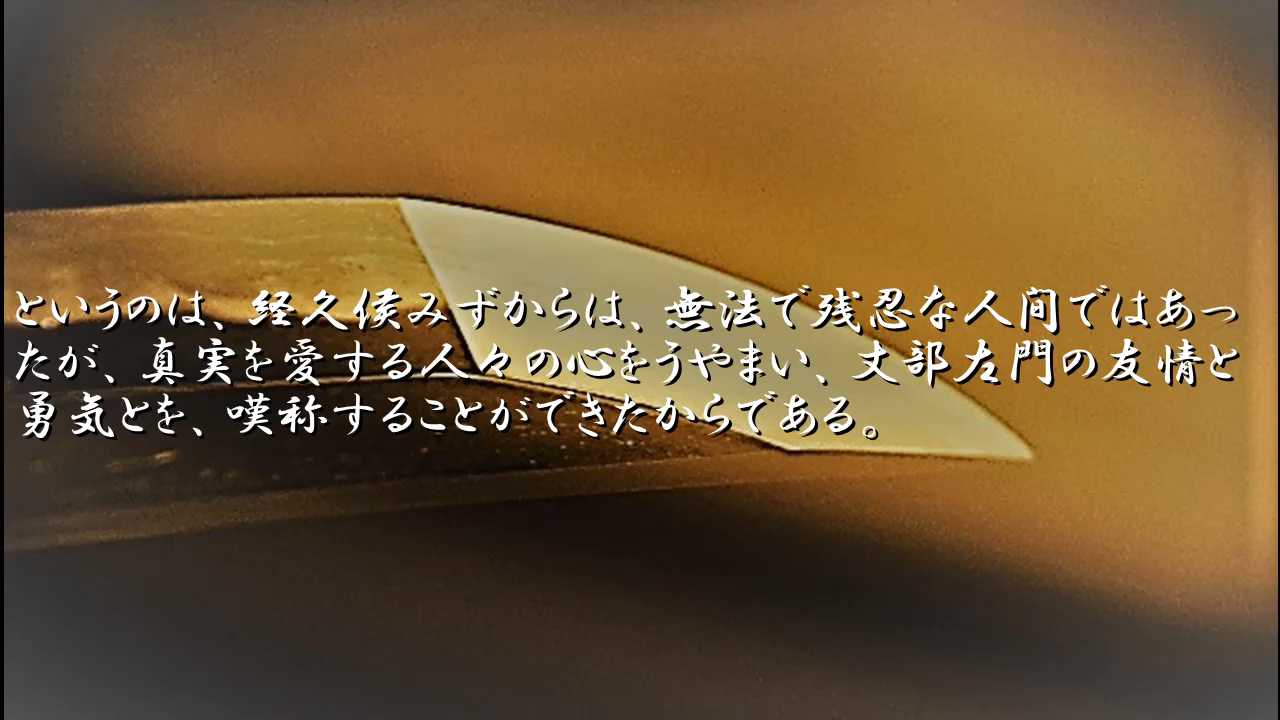 というのは、経久侯みずからは、無法で残忍な人間ではあっ
たが、真実を愛する人々の心をうやまい、丈部左門の友情と
勇気とを、嘆称することができたからである。